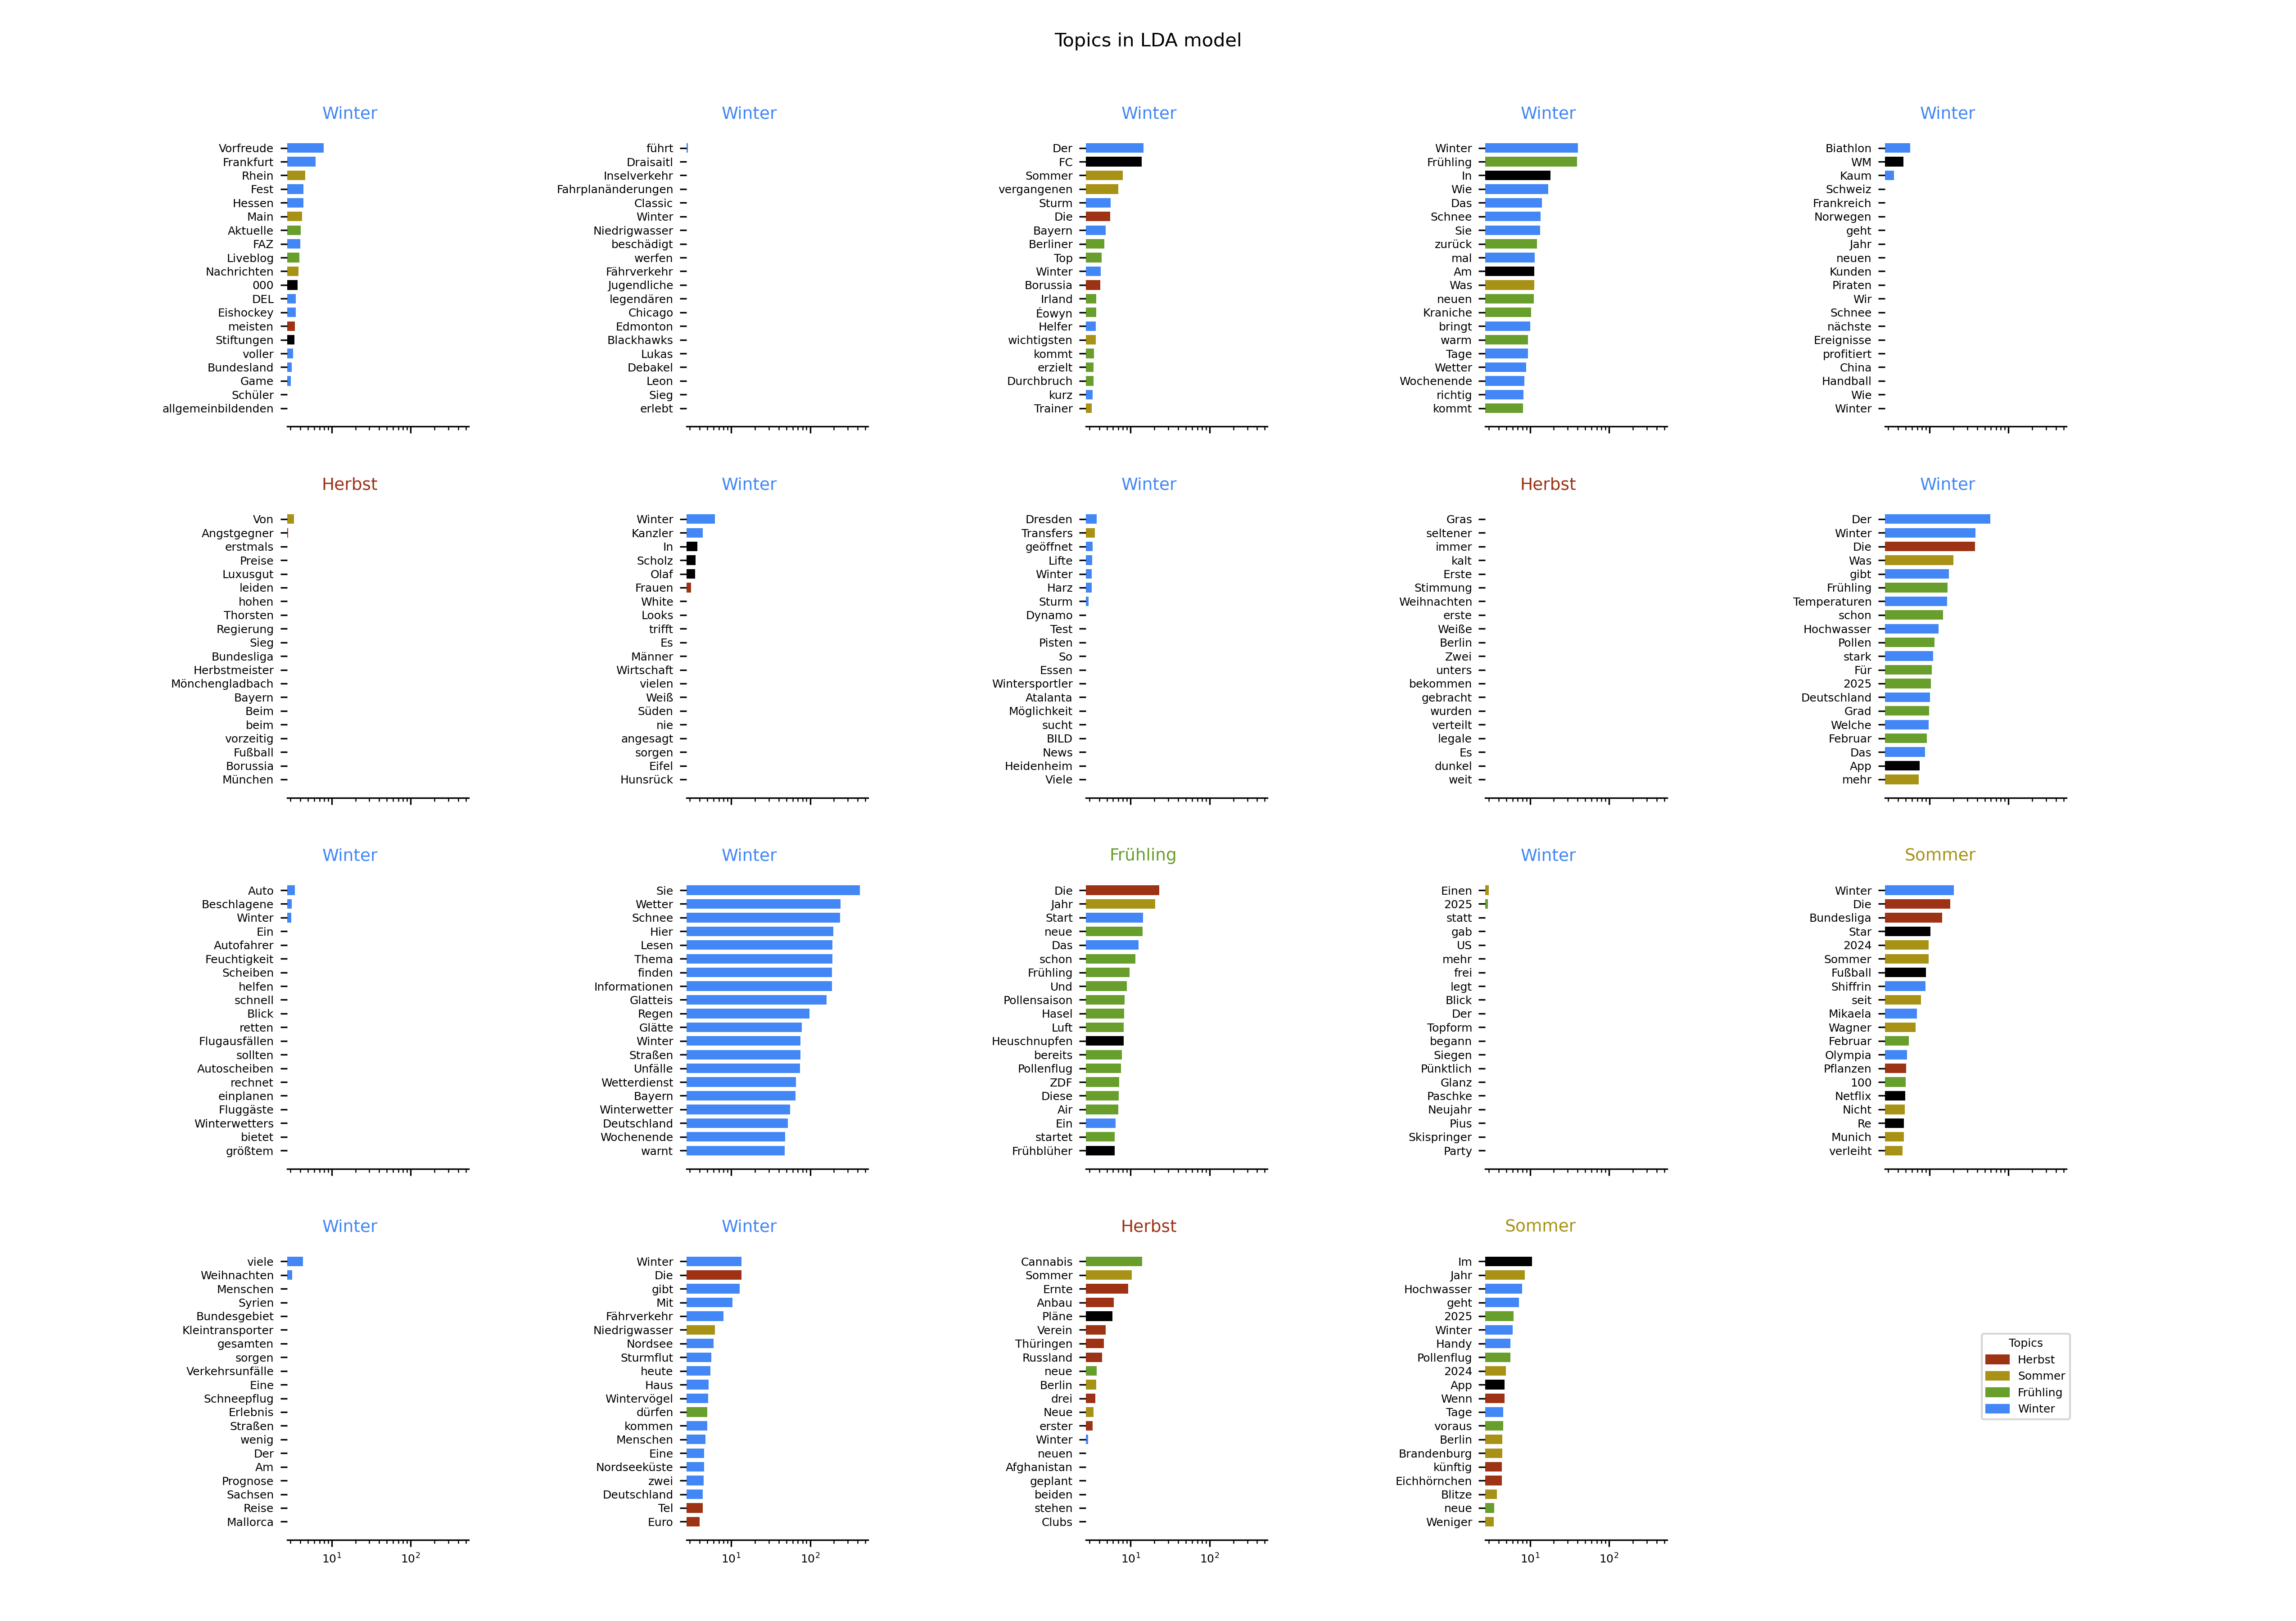 Topics in LDA model
Winter
Vorfreude
Frankfurt
Rhein
Fest
Hessen
Main
Aktuelle
FAZ
Liveblog
Nachrichten
000
DEL
Eishockey
meisten
Stiftungen
voller
Bundesland
Game
Schüler
allgemeinbildenden
Winter
führt
Draisaitl
Inselverkehr
Fahrplanänderungen
Classic
Winter
Niedrigwasser
beschädigt
werfen
Fährverkehr
Jugendliche
legendären
Chicago
Edmonton
Blackhawks
Lukas
Debakel
Leon
Sieg
erlebt
Winter
Der
FC
Sommer
vergangenen
Sturm
Die
Bayern
Berliner
Top
Winter
Borussia
Irland
Éowyn
Helfer
wichtigsten
kommt
erzielt
Durchbruch
kurz
Trainer
Winter
Winter
Frühling
In
Wie
Das
Schnee
Sie
zurück
mal
Am
Was
neuen
Kraniche
bringt
warm
Tage
Wetter
Wochenende
richtig
kommt
Winter
Biathlon
WM
Kaum
Schweiz
Frankreich
Norwegen
geht
Jahr
neuen
Kunden
Piraten
Wir
Schnee
nächste
Ereignisse
profitiert
China
Handball
Wie
Winter
Herbst
Von
Angstgegner
erstmals
Preise
Luxusgut
leiden
hohen
Thorsten
Regierung
Sieg
Bundesliga
Herbstmeister
Mönchengladbach
Bayern
Beim
beim
vorzeitig
Fußball
Borussia
München
Winter
Winter
Kanzler
In
Scholz
Olaf
Frauen
White
Looks
trifft
Es
Männer
Wirtschaft
vielen
Weiß
Süden
nie
angesagt
sorgen
Eifel
Hunsrück
Winter
Dresden
Transfers
geöffnet
Lifte
Winter
Harz
Sturm
Dynamo
Test
Pisten
So
Essen
Wintersportler
Atalanta
Möglichkeit
sucht
BILD
News
Heidenheim
Viele
Herbst
Gras
seltener
immer
kalt
Erste
Stimmung
Weihnachten
erste
Weiße
Berlin
Zwei
unters
bekommen
gebracht
wurden
verteilt
legale
Es
dunkel
weit
Winter
Der
Winter
Die
Was
gibt
Frühling
Temperaturen
schon
Hochwasser
Pollen
stark
Für
2025
Deutschland
Grad
Welche
Februar
Das
App
mehr
Winter
Auto
Beschlagene
Winter
Ein
Autofahrer
Feuchtigkeit
Scheiben
helfen
schnell
Blick
retten
Flugausfällen
sollten
Autoscheiben
rechnet
einplanen
Fluggäste
Winterwetters
bietet
größtem
Winter
Sie
Wetter
Schnee
Hier
Lesen
Thema
finden
Informationen
Glatteis
Regen
Glätte
Winter
Straßen
Unfälle
Wetterdienst
Bayern
Winterwetter
Deutschland
Wochenende
warnt
Frühling
Die
Jahr
Start
neue
Das
schon
Frühling
Und
Pollensaison
Hasel
Luft
Heuschnupfen
bereits
Pollenflug
ZDF
Diese
Air
Ein
startet
Frühblüher
Winter
Einen
2025
statt
gab
US
mehr
frei
legt
Blick
Der
Topform
begann
Siegen
Pünktlich
Glanz
Paschke
Neujahr
Pius
Skispringer
Party
Sommer
Winter
Die
Bundesliga
Star
2024
Sommer
Fußball
Shiffrin
seit
Mikaela
Wagner
Februar
Olympia
Pflanzen
100
Netflix
Nicht
Re
Munich
verleiht
Winter
viele
Weihnachten
Menschen
Syrien
Bundesgebiet
Kleintransporter
gesamten
sorgen
Verkehrsunfälle
Eine
Schneepflug
Erlebnis
Straßen
wenig
Der
Am
Prognose
Sachsen
Reise
Mallorca
10¹ 10²
Winter
Winter
Die
gibt
Mit
Fährverkehr
Niedrigwasser
Nordsee
Sturmflut
heute
Haus
Wintervögel
dürfen
kommen
Menschen
Eine
Nordseeküste
zwei
Deutschland
Tel
Euro
10¹ 10²
Herbst
Cannabis
Sommer
Ernte
Anbau
Pläne
Verein
Thüringen
Russland
neue
Berlin
drei
Neue
erster
Winter
neuen
Afghanistan
geplant
beiden
stehen
Clubs
10¹ 10²
Sommer
Im
Jahr
Hochwasser
geht
2025
Winter
Handy
Pollenflug
2024
App
Wenn
Tage
voraus
Berlin
Brandenburg
künftig
Eichhörnchen
Blitze
neue
Weniger
10¹ 10²
Topics
Herbst
Sommer
Frühling
Winter